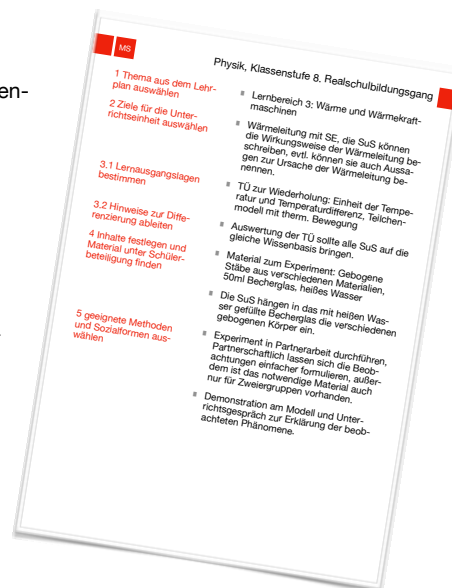 en-
MS
Physik, Klassenstufe 8. Realschulbildungsgang
1 Thema aus dem Lehr-
plan auswählen
2 Ziele für die Unter-
richtseinheit auswählen
3.1 Lernausgangslagen
bestimmen
3.2 Hinweise zur Diffe-
renzierung ableiten
4 Inhalte festlegen und
Material unter Schüler-
beteiligung finden
5 geeignete Methoden
und Sozialformen aus-
wählen
Lernbereich 3: Wärme und Wärmekraft-
maschinen
Wärmeleitung mit SE, die SuS können
die Wirkungsweise der Wärmeleitung be-
schreiben, evtl. können sie auch Aussa-
gen zur Ursache der Wärmeleitung be-
nennen.
TÜ zur Wiederholung: Einheit der Tempe-
ratur und Temperaturdifferenz, Teilchen-
modell mit therm. Bewegung
Auswertung der TÜ sollte alle SuS auf die
gleiche Wissenbasis bringen.
Material zum Experiment: Gebogene
Stäbe aus verschiedenen Materialien,
50ml Becherglas, heißes Wasser
Die SuS hängen in das mit heißen Was-
ser gefüllte Becherglas die verschiedenen
gebogenen Körper ein.
Experiment in Partnerarbeit durchführen,
Partnerschaftlich lassen sich die Beob-
achtungen einfacher formulieren, außer-
dem ist das notwendige Material auch
nur für Zweiergruppen vorhanden.
Demonstration am Modell und Unter-
richtsgespräch zur Erklärung der beob-
achteten Phänomene.